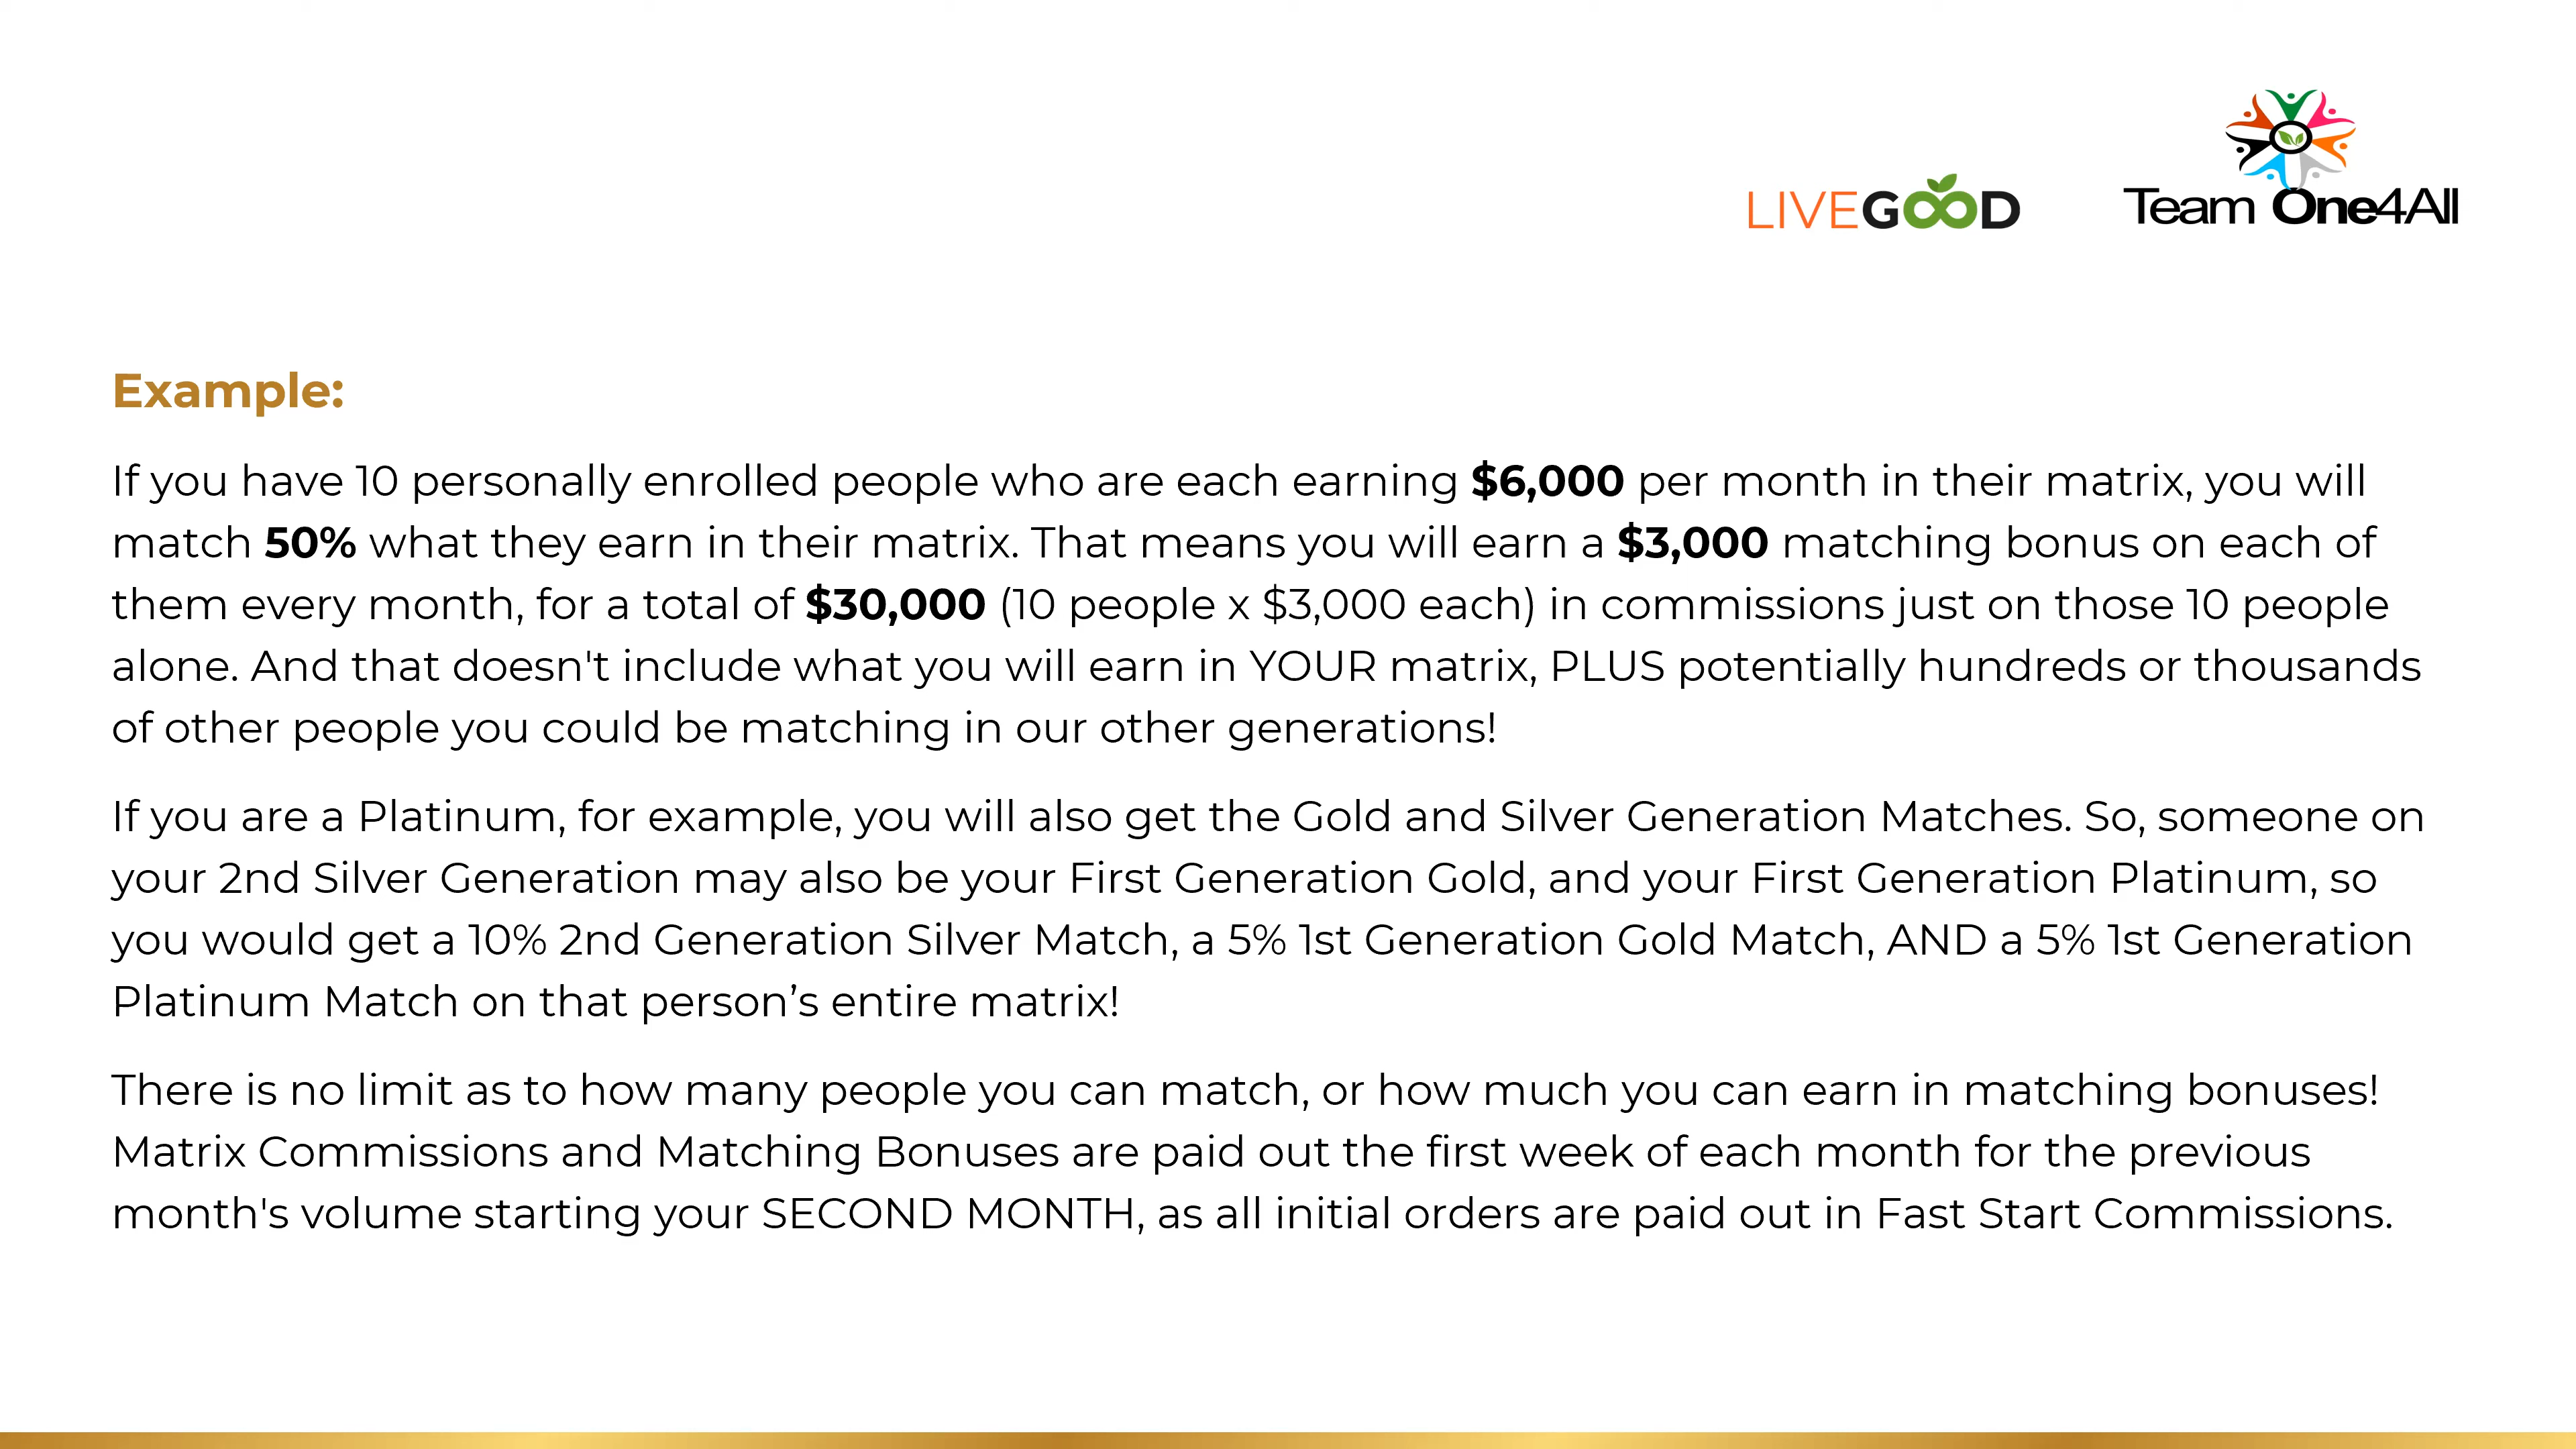 LIVEGOOD
Team One4All
Example:
If you have 10 personally enrolled people who are each earning $6,000 per month in their matrix, you will
match 50% what they earn in their matrix. That means you will earn a $3,000 matching bonus on each of
them every month, for a total of $30,000 (10 people x $3,000 each) in commissions just on those 10 people
alone. And that doesn't include what you will earn in YOUR matrix, PLUS potentially hundreds or thousands
of other people you could be matching in our other generations!
If you are a Platinum, for example, you will also get the Gold and Silver Generation Matches. So, someone on
your 2nd Silver Generation may also be your First Generation Gold, and your First Generation Platinum, so
you would get a 10% 2nd Generation Silver Match, a 5% 1st Generation Gold Match, AND a 5% 1st Generation
Platinum Match on that person’s entire matrix!
There is no limit as to how many people you can match, or how much you can earn in matching bonuses!
Matrix Commissions and Matching Bonuses are paid out the first week of each month for the previous
month's volume starting your SECOND MONTH, as all initial orders are paid out in Fast Start Commissions.